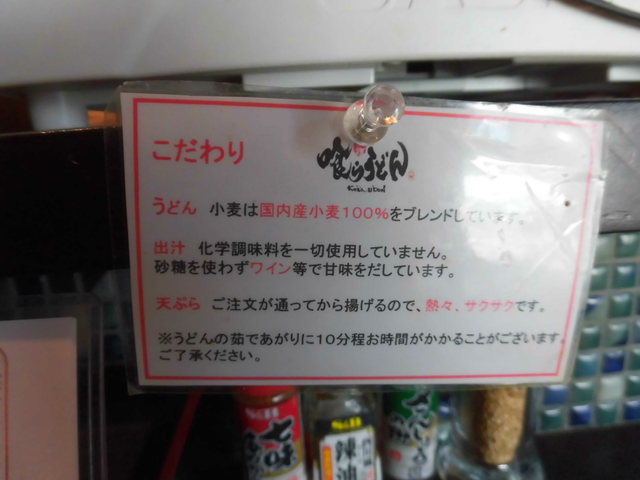 こだわり
喰うどん
うどん 小麦は国内産小麦100%をブレンドしています。
出汁 化学調味料を一切使用していません。
砂糖を使わずワイン等で甘味をだしています。
天ぷら ご注文が通ってから揚げるので、熱々、サクサクです。
※うどんの茹であがりに10分程お時間がかかることがございます。
ご了承ください。
七味
辣油